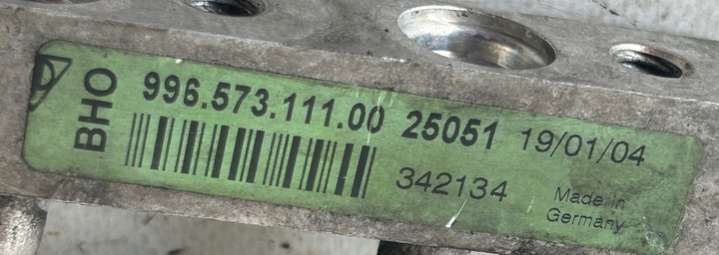 BHO
996.573.111.00 25051 19/01/04
342134
Made in
Germany